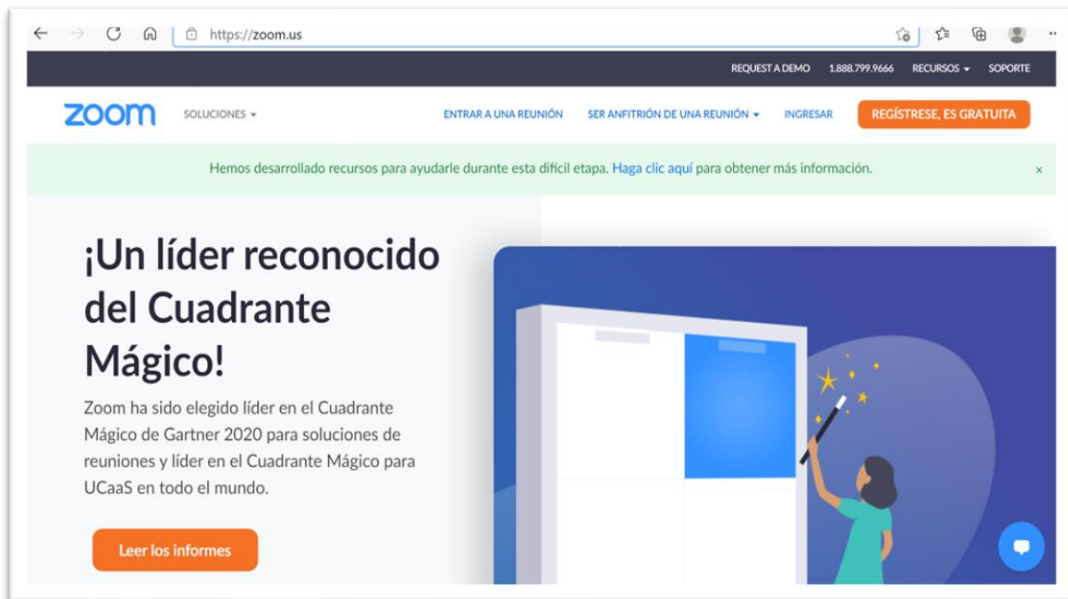 https://zoom.us
REQUEST A DEMO 1.888.799.9666 RECURSOS SOPORTE
zoom SOLUCIONES ENTRAR A UNA REUNIÓN SER ANFITRIÓN DE UNA REUNIÓN INGRESAR REGÍSTRESE, ES GRATUITA
Hemos desarrollado recursos para ayudarle durante esta difícil etapa. Haga clic aquí para obtener más información. ×
¡Un líder reconocido
del Cuadrante
Mágico!
Zoom ha sido elegido líder en el Cuadrante
Mágico de Gartner 2020 para soluciones de
reuniones y líder en el Cuadrante Mágico para
UCaaS en todo el mundo.
Leer los informes